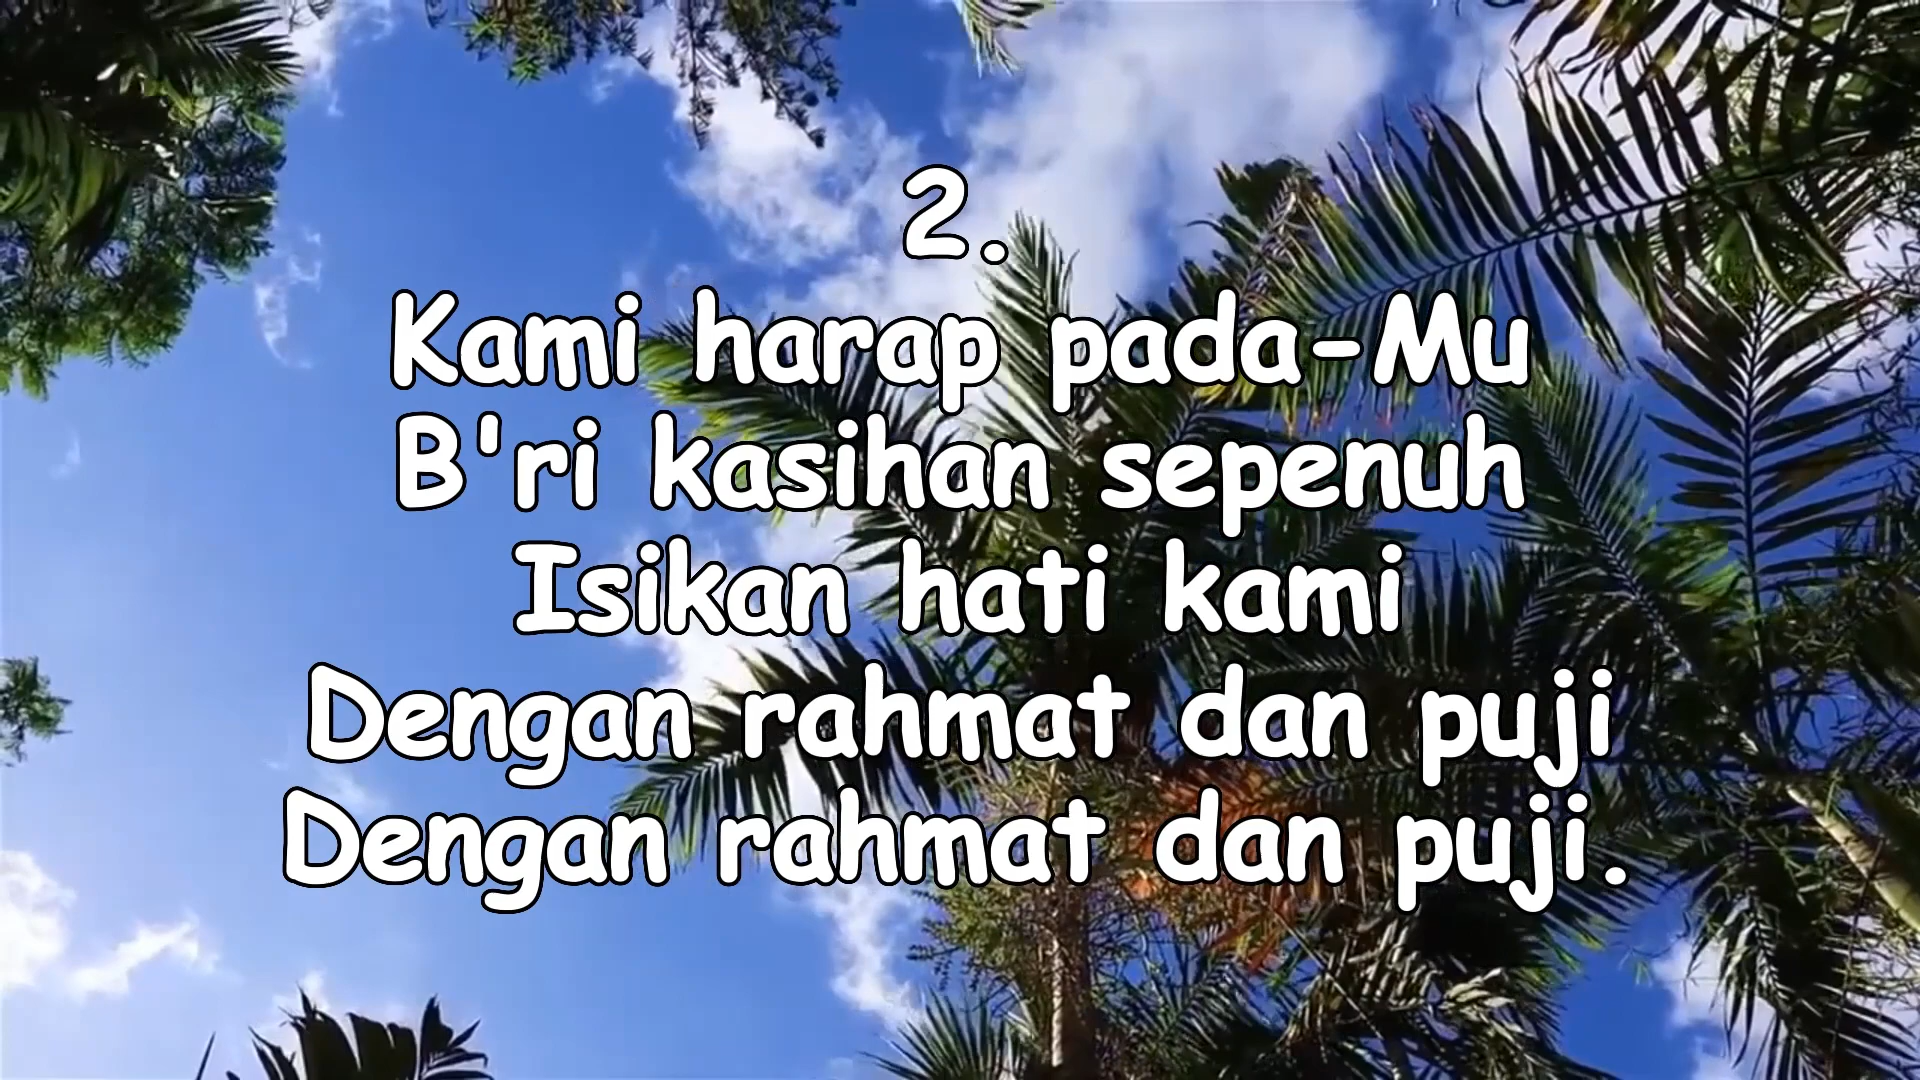 2.
Kami harap pada-Mu
B'ri kasihan sepenuh
Isikan hati kami
Dengan rahmat dan puji
Dengan rahmat dan puji.